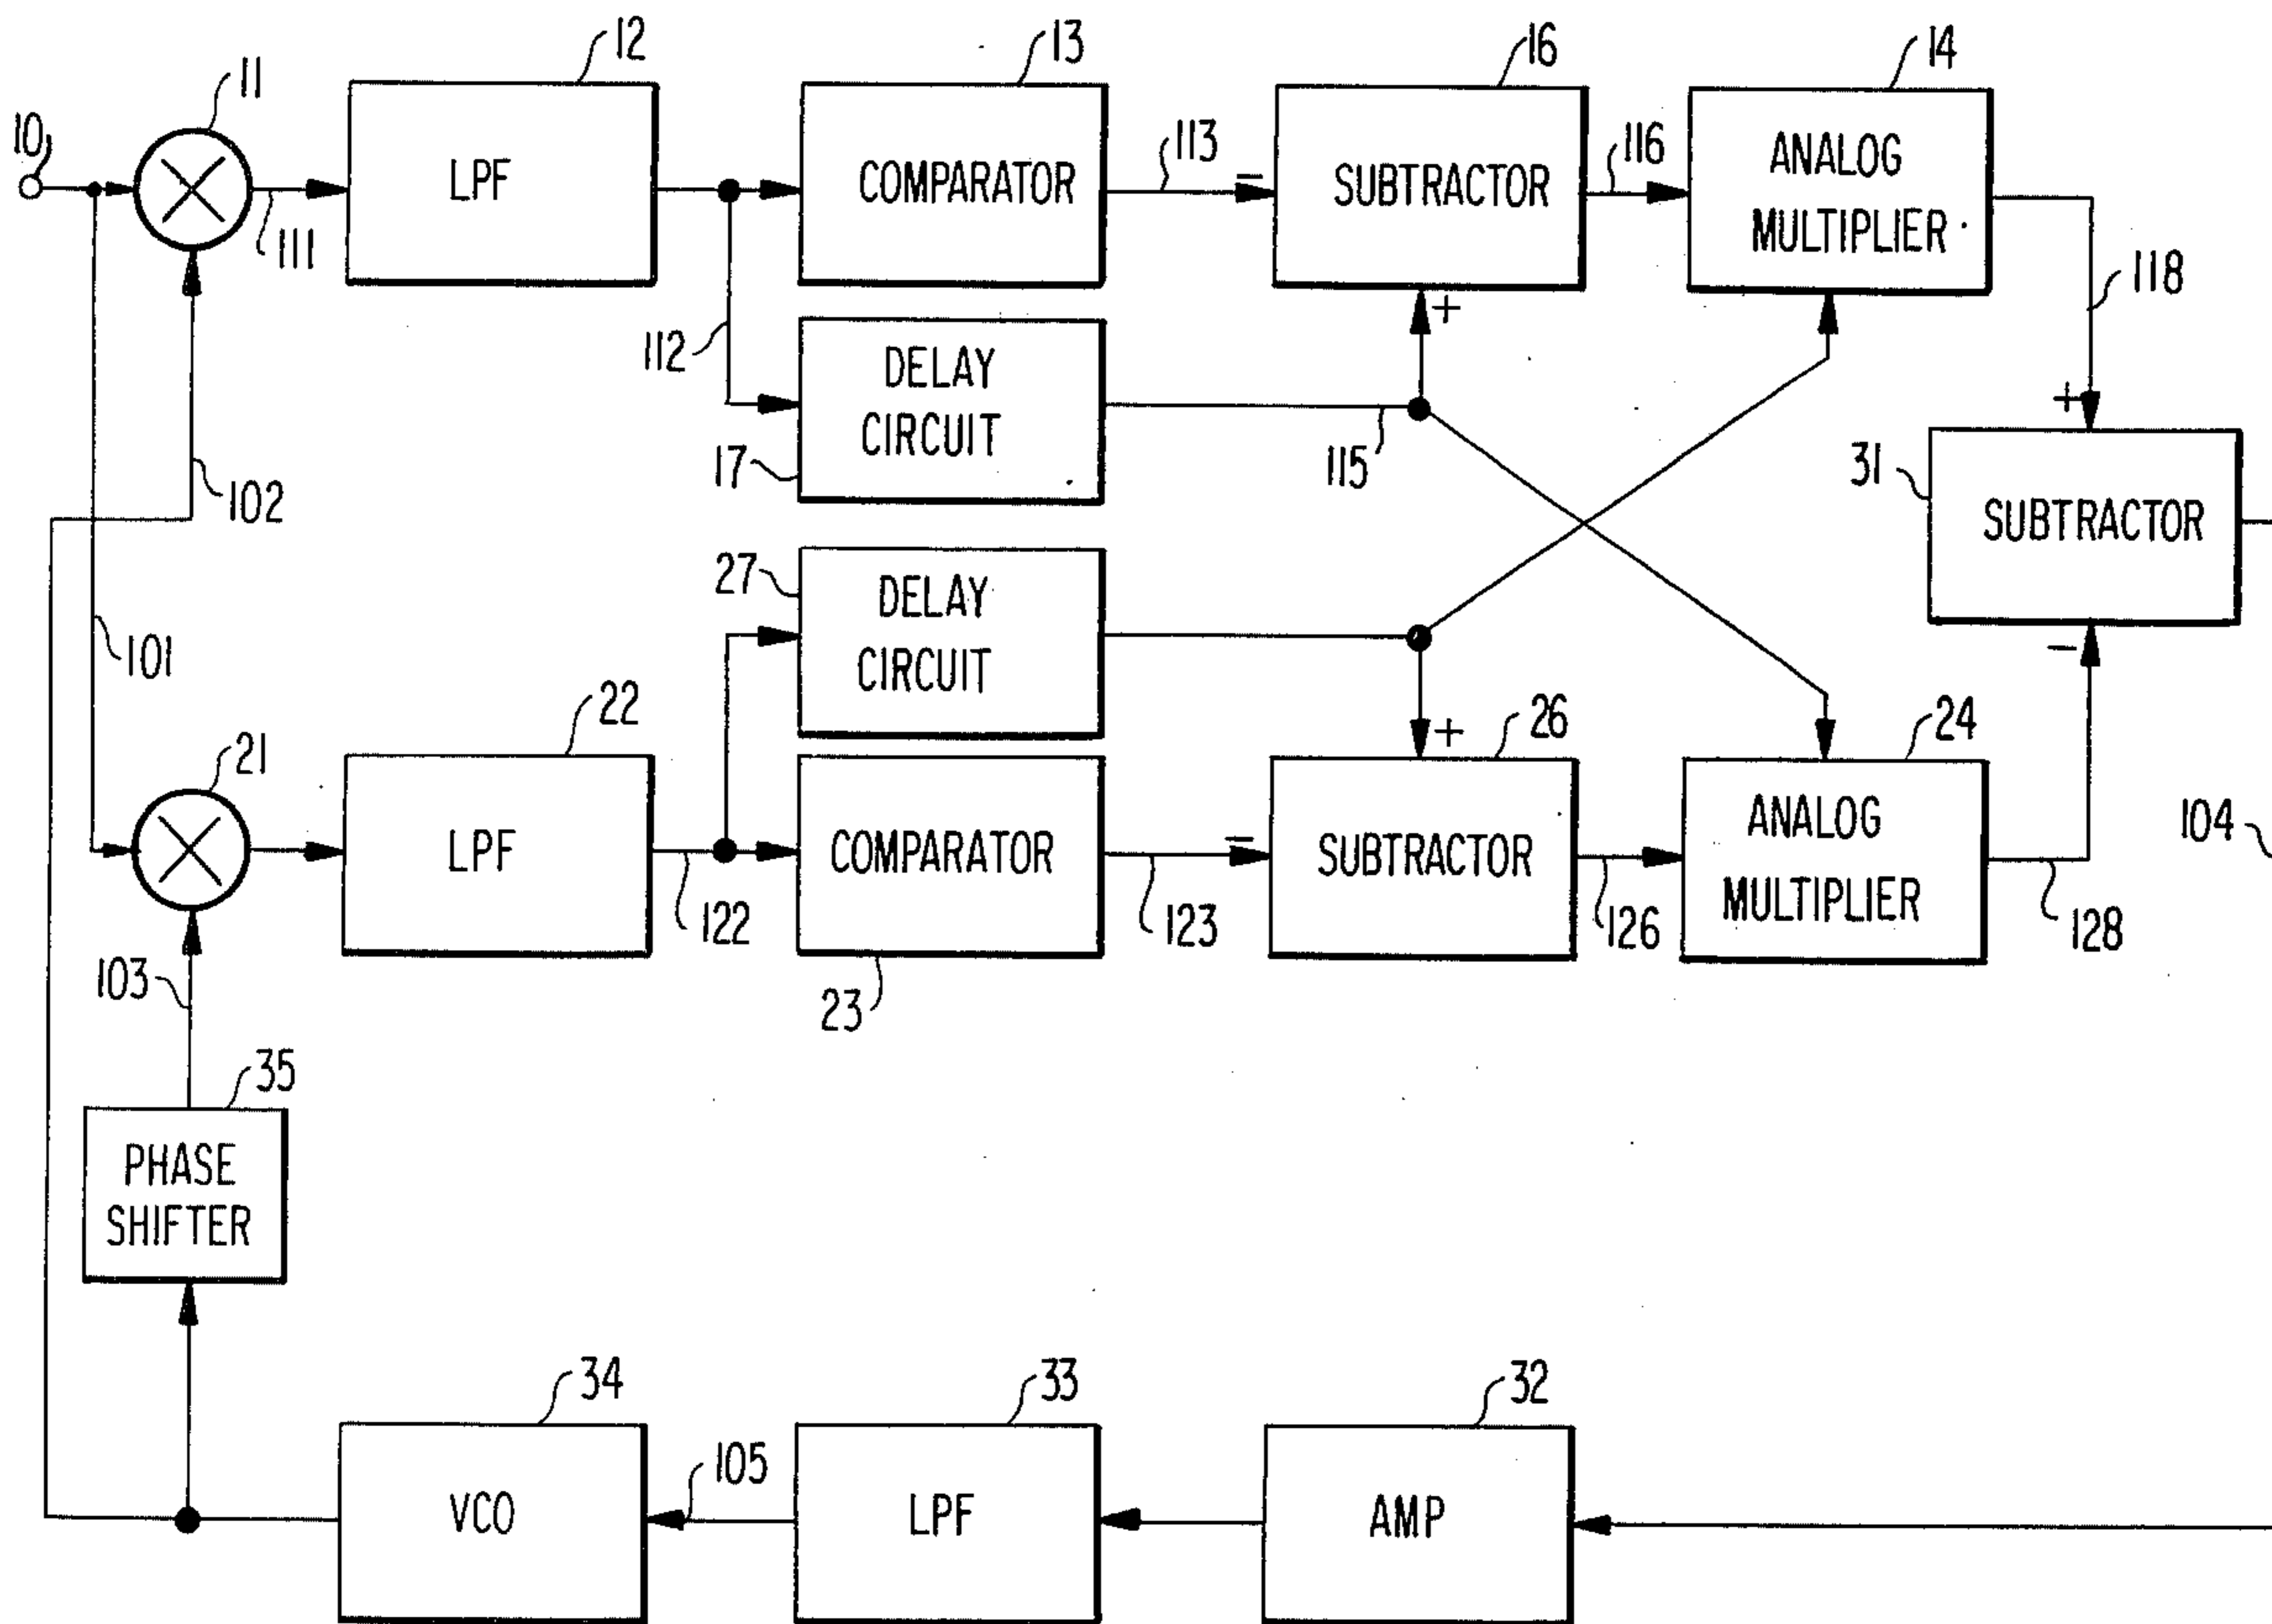 12
13
16
14
11
10
LPF
COMPARATOR
113
SUBTRACTOR
116
ANALOG
MULTIPLIER
111
118
-
+
112
DELAY
CIRCUIT
17
115
+
31
SUBTRACTOR
102
27
DELAY
CIRCUIT
101
-
22
26
24
21
+
LPF
COMPARATOR
-
SUBTRACTOR
ANALOG
MULTIPLIER
104
122
123
126
128
103
23
35
PHASE
SHIFTER
34
33
32
105
VCO
LPF
AMP